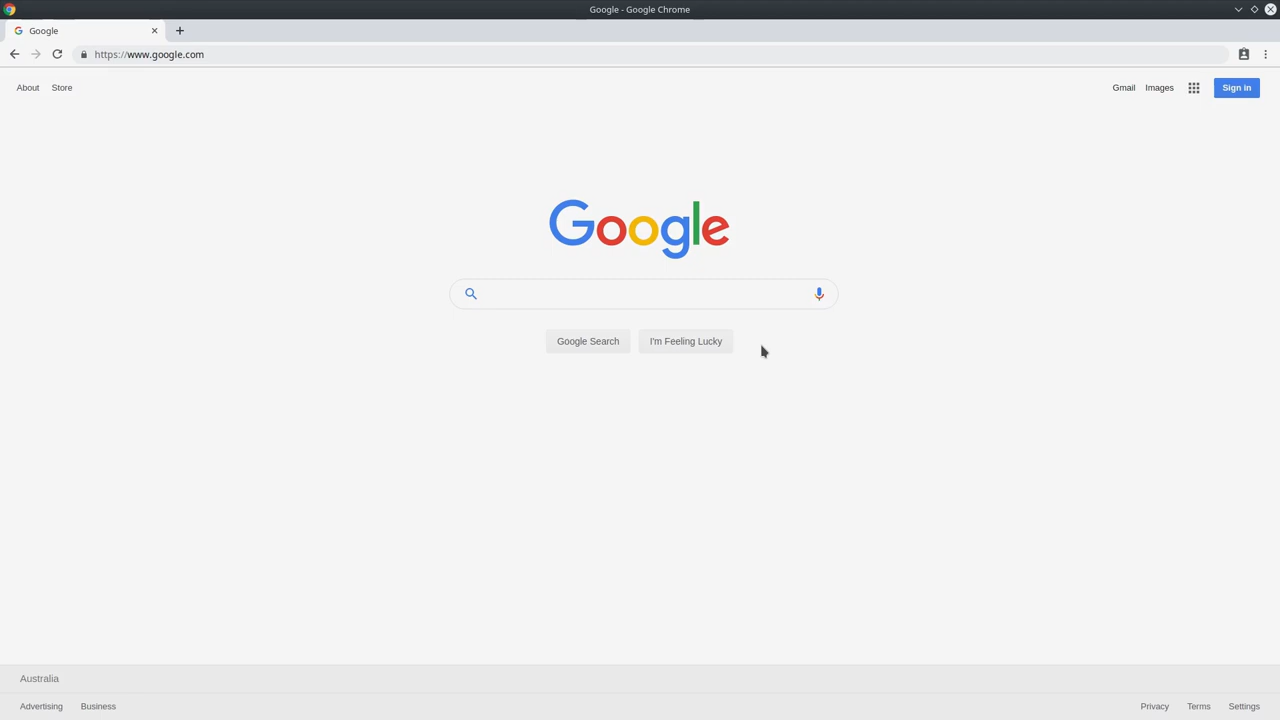 Google - Google Chrome
Google
https://www.google.com
About Store
Gmail Images Sign in
Google
Google Search I'm Feeling Lucky
Australia
Advertising Business
Privacy Terms Settings